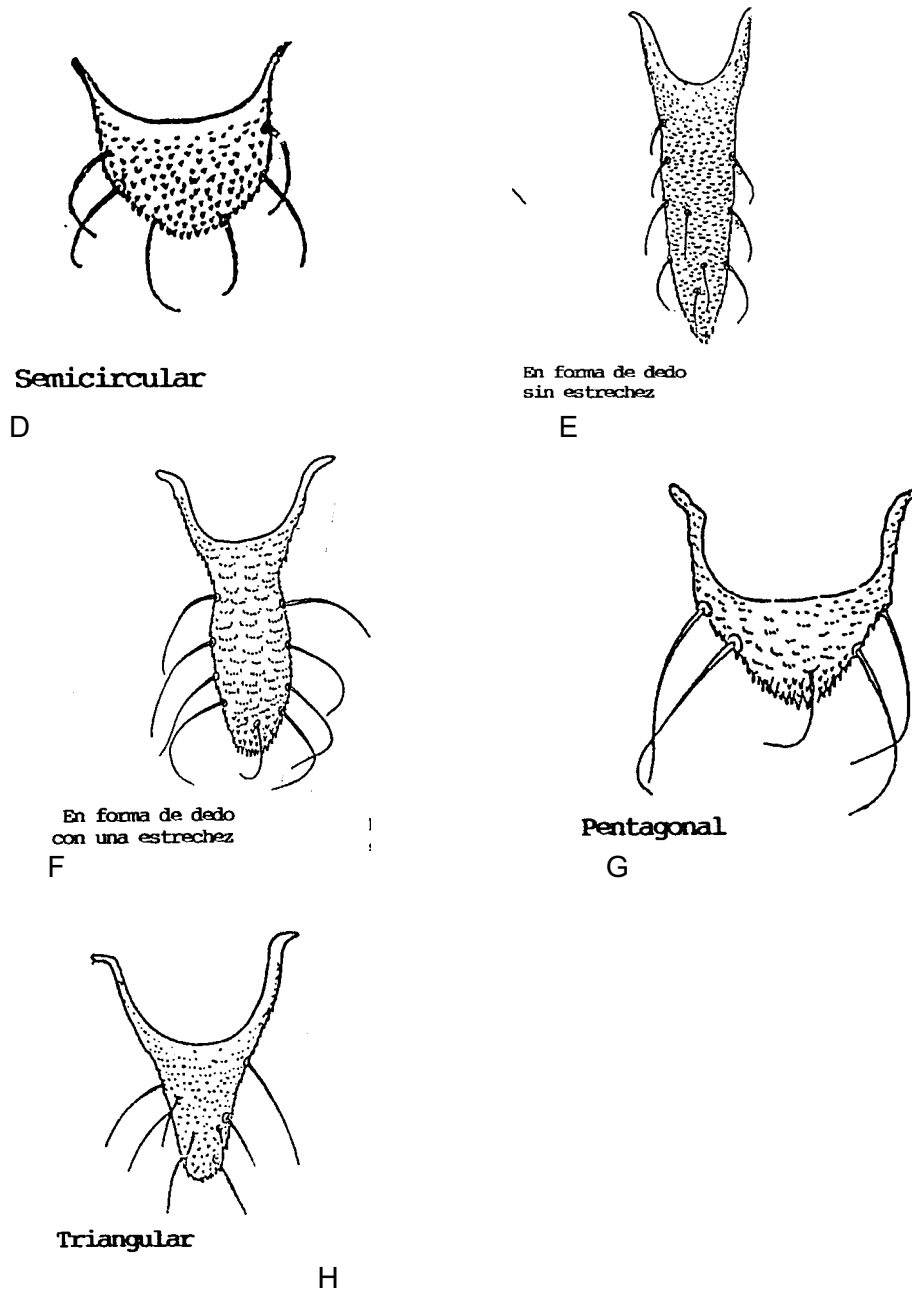 Semicircular
D
En forma de dedo
sin estrechez
E
En forma de dedo
con una estrechez
F
Pentagonal
G
Triangular
H